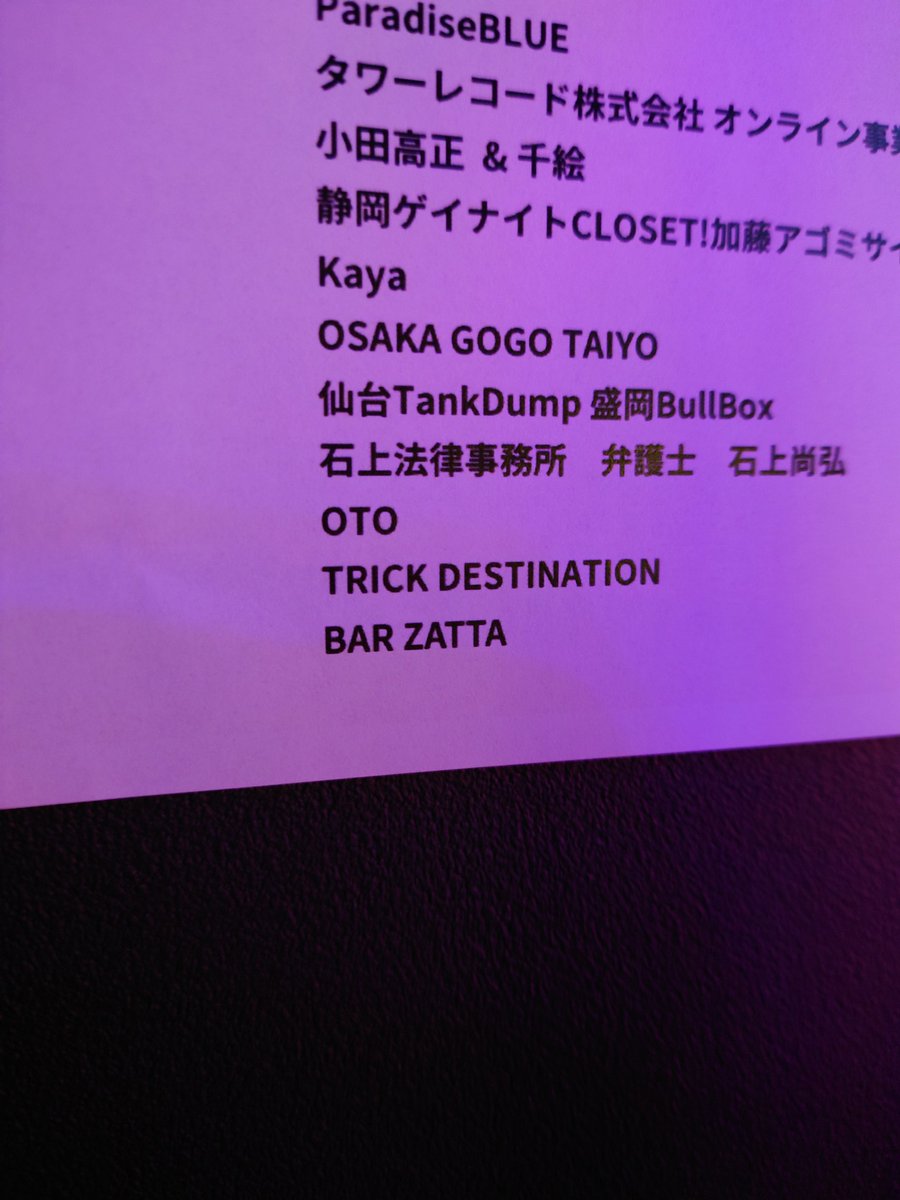 ParadiseBLUE
タワーレコード株式会社 オンライン事業
小田高正 & 千絵
静岡ゲイナイトCLOSET!加藤アゴミサイ
Kaya
OSAKA GOGO TAIYO
仙台TankDump 盛岡BullBox
石上法律事務所　弁護士　石上尚弘
OTO
TRICK DESTINATION
BAR ZATTA